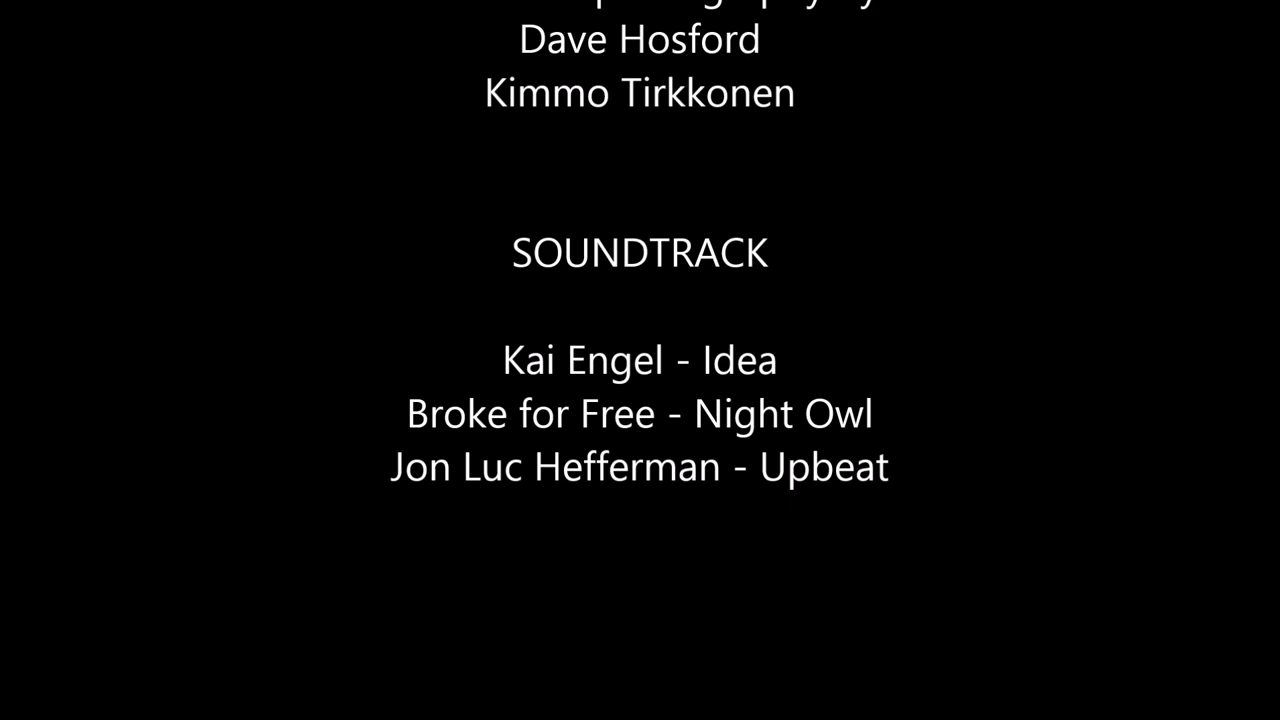 Dave Hosford
Kimmo Tirkkonen
SOUNDTRACK
Kai Engel - Idea
Broke for Free - Night Owl
Jon Luc Hefferman - Upbeat